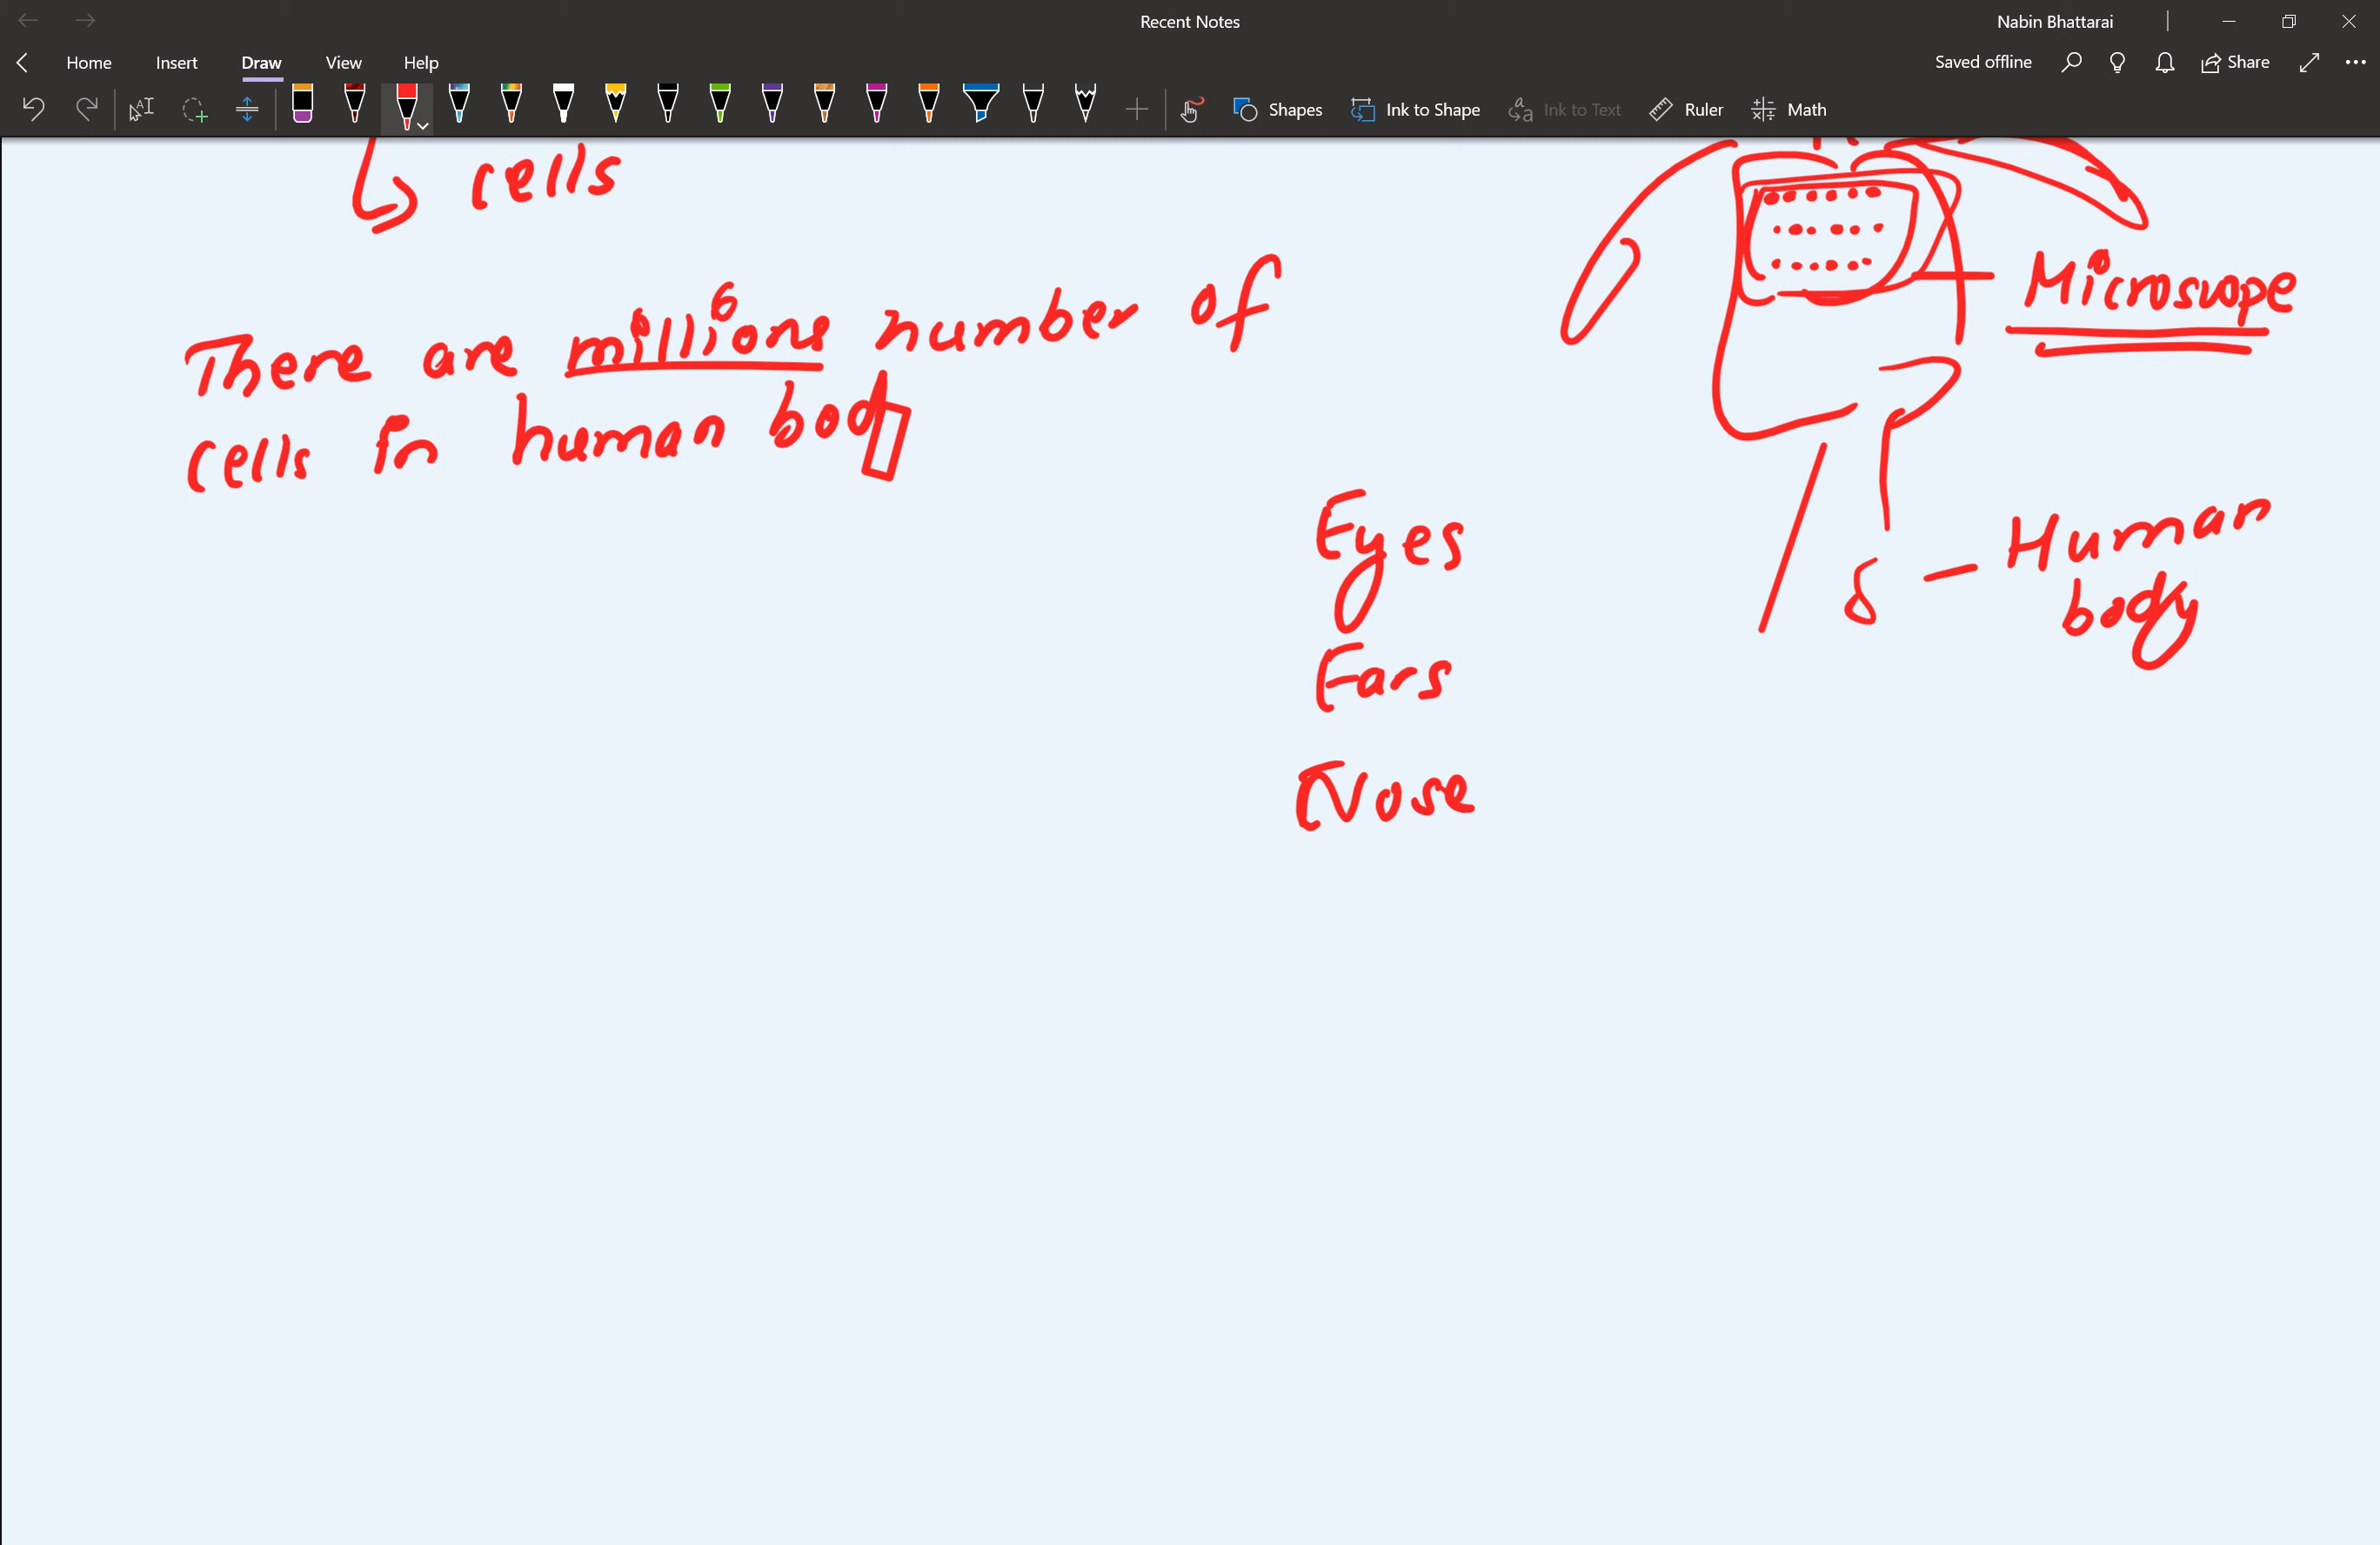 Recent Notes
Nabin Bhattarai
Home Insert Draw View Help
Saved offline
Share
Shapes
Ink to Shape
Ink to Text
Ruler
Math
cells
There are millions number of
cells in human body
Microscope
Human
body
Eyes
Ears
Nose